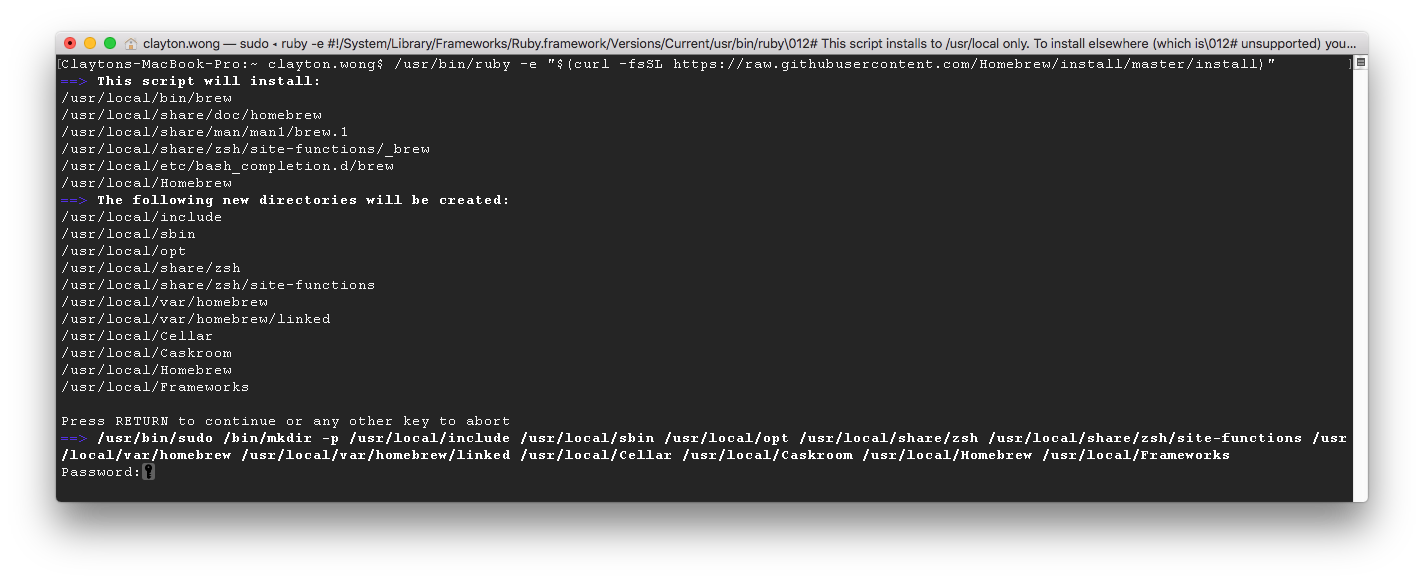 clayton.wong — sudo ◂ ruby -e #!/System/Library/Frameworks/Ruby.framework/Versions/Current/usr/bin/ruby\012# This script installs to /usr/local only. To install elsewhere (which is\012# unsupported) you...
[Claytons-MacBook-Pro:~ clayton.wong$ /usr/bin/ruby -e "$(curl -fsSL https://raw.githubusercontent.com/Homebrew/install/master/install)" ]
==> This script will install:
/usr/local/bin/brew
/usr/local/share/doc/homebrew
/usr/local/share/man/man1/brew.1
/usr/local/share/zsh/site-functions/_brew
/usr/local/etc/bash_completion.d/brew
/usr/local/Homebrew
==> The following new directories will be created:
/usr/local/include
/usr/local/sbin
/usr/local/opt
/usr/local/share/zsh
/usr/local/share/zsh/site-functions
/usr/local/var/homebrew
/usr/local/var/homebrew/linked
/usr/local/Cellar
/usr/local/Caskroom
/usr/local/Homebrew
/usr/local/Frameworks
Press RETURN to continue or any other key to abort
==> /usr/bin/sudo /bin/mkdir -p /usr/local/include /usr/local/sbin /usr/local/opt /usr/local/share/zsh /usr/local/share/zsh/site-functions /usr
/local/var/homebrew /usr/local/var/homebrew/linked /usr/local/Cellar /usr/local/Caskroom /usr/local/Homebrew /usr/local/Frameworks
Password: